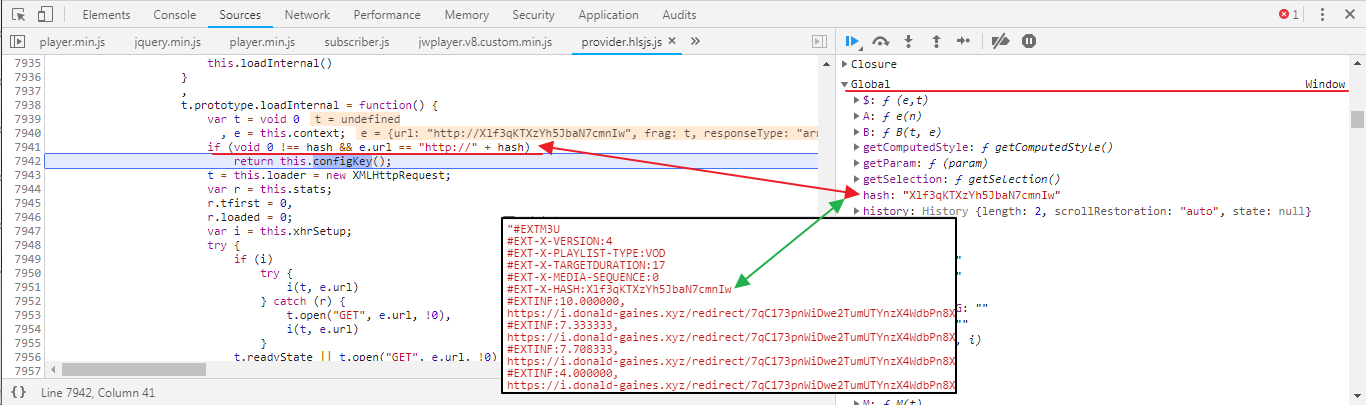 Elements Console Sources Network Performance Memory Security Application Audits 1
player.min.js jquery.min.js player.min.js subscriber.js jwplayer.v8.custom.min.js provider.hlsjs.js × »
7935 this.loadInternal()
7936 }
7937 ,
7938 t.prototype.loadInternal = function() {
7939 var t = void 0 t = undefined
7940 , e = this.context; e = {url: "http://Xlf3qKTXzYh5JbaN7cmnIw", frag: t, responseType: "arr
7941 if (void 0 !== hash && e.url == "http://" + hash)
7942 return this.configKey();
7943 t = this.loader = new XMLHttpRequest;
7944 var r = this.stats;
7945 r.tfirst = 0,
7946 r.loaded = 0;
7947 var i = this.xhrSetup;
7948 try {
7949 if (i)
7950 try {
7951 i(t, e.url)
7952 } catch (r) {
7953 t.open("GET", e.url, !0),
7954 i(t, e.url)
7955 }
7956 t.readyState || t.open("GET", e.url, !0)
7957
{} Line 7942, Column 41
"#EXTM3U
#EXT-X-VERSION:4
#EXT-X-PLAYLIST-TYPE:VOD
#EXT-X-TARGETDURATION:17
#EXT-X-MEDIA-SEQUENCE:0
#EXT-X-HASH:Xlf3qKTXzYh5JbaN7cmnIw
#EXTINF:10.000000,
https://i.donald-gaines.xyz/redirect/7qC173pnWiDwe2TumUTYnzX4WdbPn8X
#EXTINF:7.333333,
https://i.donald-gaines.xyz/redirect/7qC173pnWiDwe2TumUTYnzX4WdbPn8X
#EXTINF:7.708333,
https://i.donald-gaines.xyz/redirect/7qC173pnWiDwe2TumUTYnzX4WdbPn8X
#EXTINF:4.000000,
https://i.donald-gaines.xyz/redirect/7qC173pnWiDwe2TumUTYnzX4WdbPn8X
Closure
Global Window
$: ƒ (e,t)
A: ƒ e(n)
B: ƒ B(t, e)
getComputedStyle: ƒ getComputedStyle()
getParam: ƒ (param)
getSelection: ƒ getSelection()
hash: "Xlf3qKTXzYh5JbaN7cmnIw"
history: History {length: 2, scrollRestoration: "auto", state: null}
"
"
G: ""
""
, i)
M: ƒ M(t)